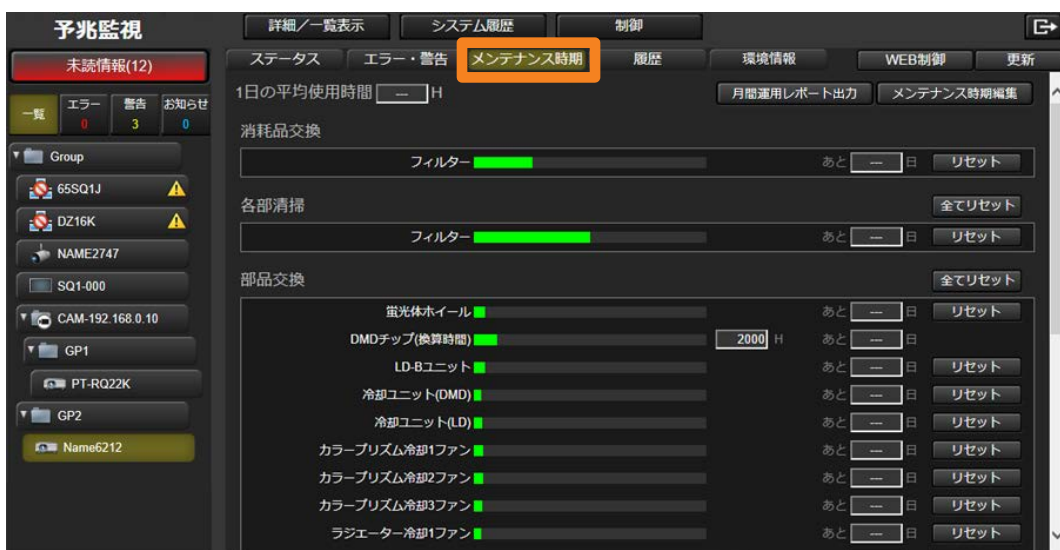 予兆監視
詳細／一覧表示 システム履歴 制御
未読情報(12)
ステータス エラー・警告 メンテナンス時期 履歴 環境情報 WEB制御 更新
一覧 エラー 0 警告 3 お知らせ 0
1日の平均使用時間 --- H 月間運用レポート出力 メンテナンス時期編集
Group
65SQ1J
DZ16K
NAME2747
SQ1-000
CAM-192.168.0.10
GP1
PT-RQ22K
GP2
Name6212
消耗品交換
フィルター あと --- 日 リセット
各部清掃 全てリセット
フィルター あと --- 日 リセット
部品交換 全てリセット
蛍光体ホイール あと --- 日 リセット
DMDチップ(換算時間) 2000 H あと --- 日
LD-Bユニット あと --- 日 リセット
冷却ユニット(DMD) あと --- 日 リセット
冷却ユニット(LD) あと --- 日 リセット
カラープリズム冷却1ファン あと --- 日 リセット
カラープリズム冷却2ファン あと --- 日 リセット
カラープリズム冷却3ファン あと --- 日 リセット
ラジエーター冷却1ファン あと --- 日 リセット